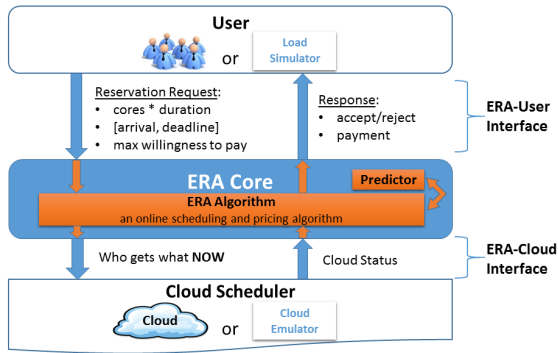 User
or
Load
Simulator
Reservation Request:
• cores * duration
• [arrival, deadline]
• max willingness to pay
Response:
• accept/reject
• payment
ERA-User
Interface
ERA Core
Predictor
ERA Algorithm
an online scheduling and pricing algorithm
Who gets what NOW
Cloud Status
ERA-Cloud
Interface
Cloud Scheduler
Cloud
or
Cloud
Emulator